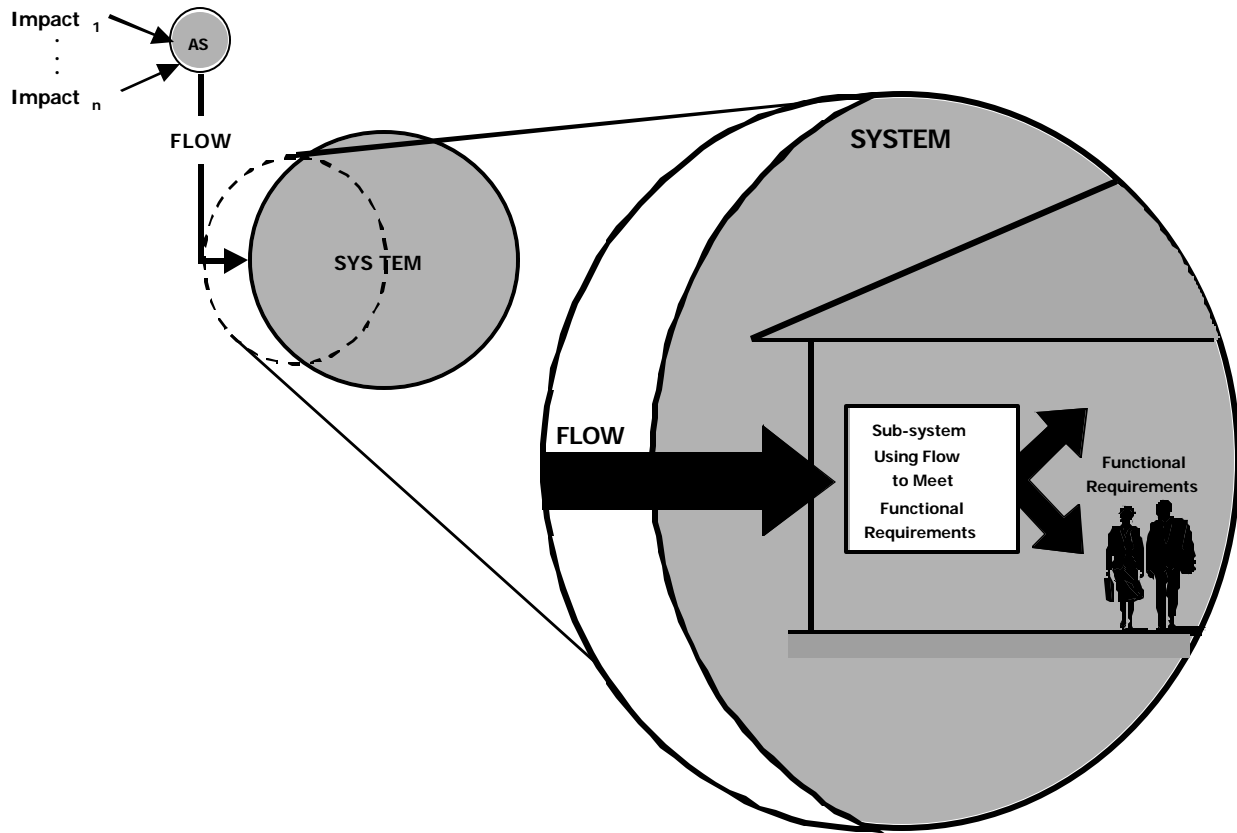 Impact 1
.
.
.
Impact n
AS
FLOW
SYS TEM
SYSTEM
FLOW
Sub-system
Using Flow
to Meet
Functional
Requirements
Functional
Requirements